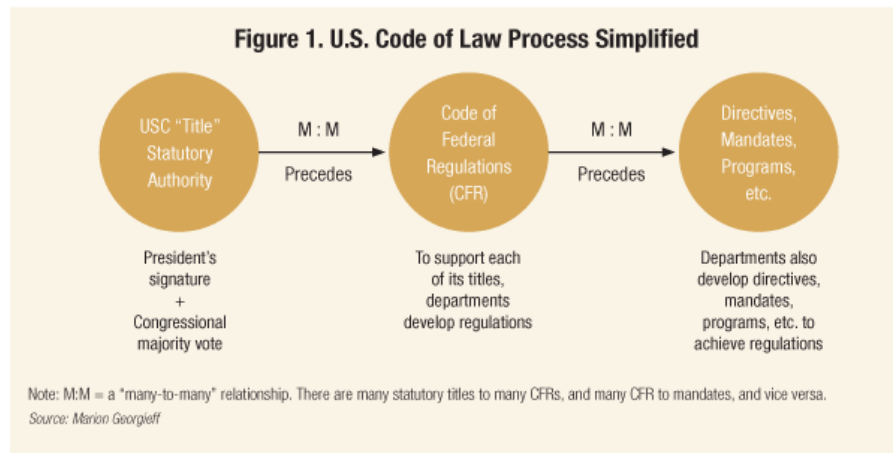 Figure 1. U.S. Code of Law Process Simplified
USC “Title”
Statutory
Authority
M : M
Precedes
Code of
Federal
Regulations
(CFR)
M : M
Precedes
Directives,
Mandates,
Programs,
etc.
President’s
signature
+
Congressional
majority vote
To support each
of its titles,
departments
develop regulations
Departments also
develop directives,
mandates,
programs, etc. to
achieve regulations
Note: M:M = a “many-to-many” relationship. There are many statutory titles to many CFRs, and many CFR to mandates, and vice versa.
Source: Marion Georgieff